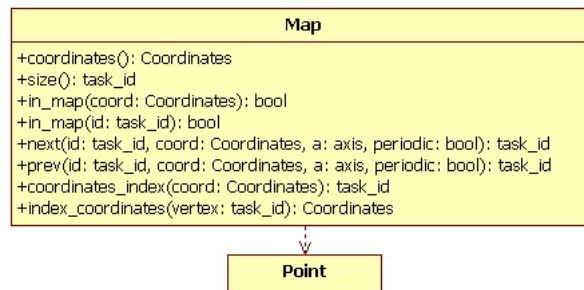 Map
+coordinates(): Coordinates
+size(): task_id
+in_map(coord: Coordinates): bool
+in_map(id: task_id): bool
+next(id: task_id, coord: Coordinates, a: axis, periodic: bool): task_id
+prev(id: task_id, coord: Coordinates, a: axis, periodic: bool): task_id
+coordinates_index(coord: Coordinates): task_id
+index_coordinates(vertex: task_id): Coordinates
Point